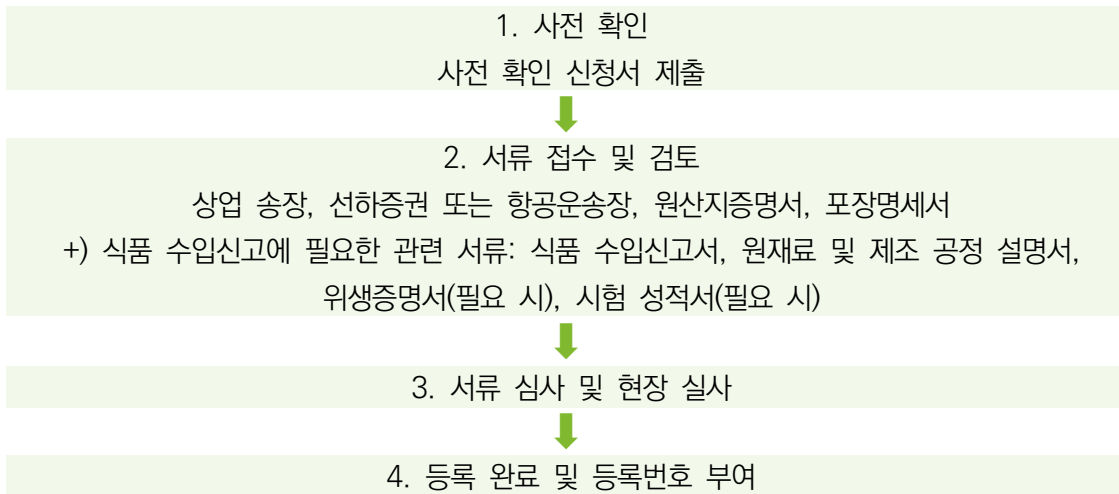 1. 사전 확인
사전 확인 신청서 제출
2. 서류 접수 및 검토
상업 송장, 선하증권 또는 항공운송장, 원산지증명서, 포장명세서
+) 식품 수입신고에 필요한 관련 서류: 식품 수입신고서, 원재료 및 제조 공정 설명서,
위생증명서(필요 시), 시험 성적서(필요 시)
3. 서류 심사 및 현장 실사
4. 등록 완료 및 등록번호 부여